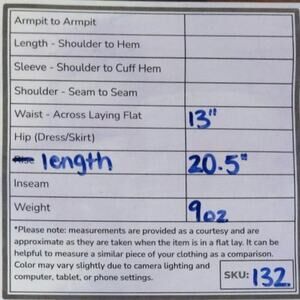 Armpit to Armpit
Length - Shoulder to Hem
Sleeve - Shoulder to Cuff Hem
Shoulder - Seam to Seam
Waist - Across Laying Flat 13"
Hip (Dress/Skirt)
Rise length 20.5"
Inseam
Weight 9oz
*Please note: measurements are provided as a courtesy and are
approximate as they are taken when the item is in a flat lay. It can be
helpful to measure a similar piece of your clothing as a comparison.
Color may vary slightly due to camera lighting and
computer, tablet, or phone settings.
SKU: 132